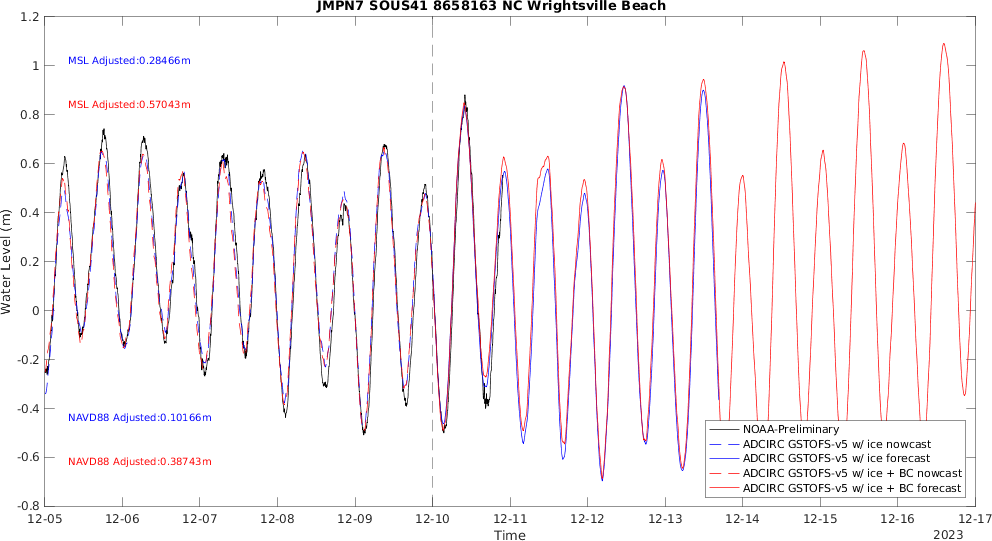 JMPN7 SOUS41 8658163 NC Wrightsville Beach
1.2
1
0.8
0.6
0.4
0.2
0
-0.2
-0.4
-0.6
-0.8
Water Level (m)
MSL Adjusted:0.28466m
MSL Adjusted:0.57043m
NAVD88 Adjusted:0.10166m
NAVD88 Adjusted:0.38743m
NOAA-Preliminary
ADCIRC GSTOFS-v5 w/ ice nowcast
ADCIRC GSTOFS-v5 w/ ice forecast
ADCIRC GSTOFS-v5 w/ ice + BC nowcast
ADCIRC GSTOFS-v5 w/ ice + BC forecast
12-05 12-06 12-07 12-08 12-09 12-10 12-11 12-12 12-13 12-14 12-15 12-16 12-17
Time
2023